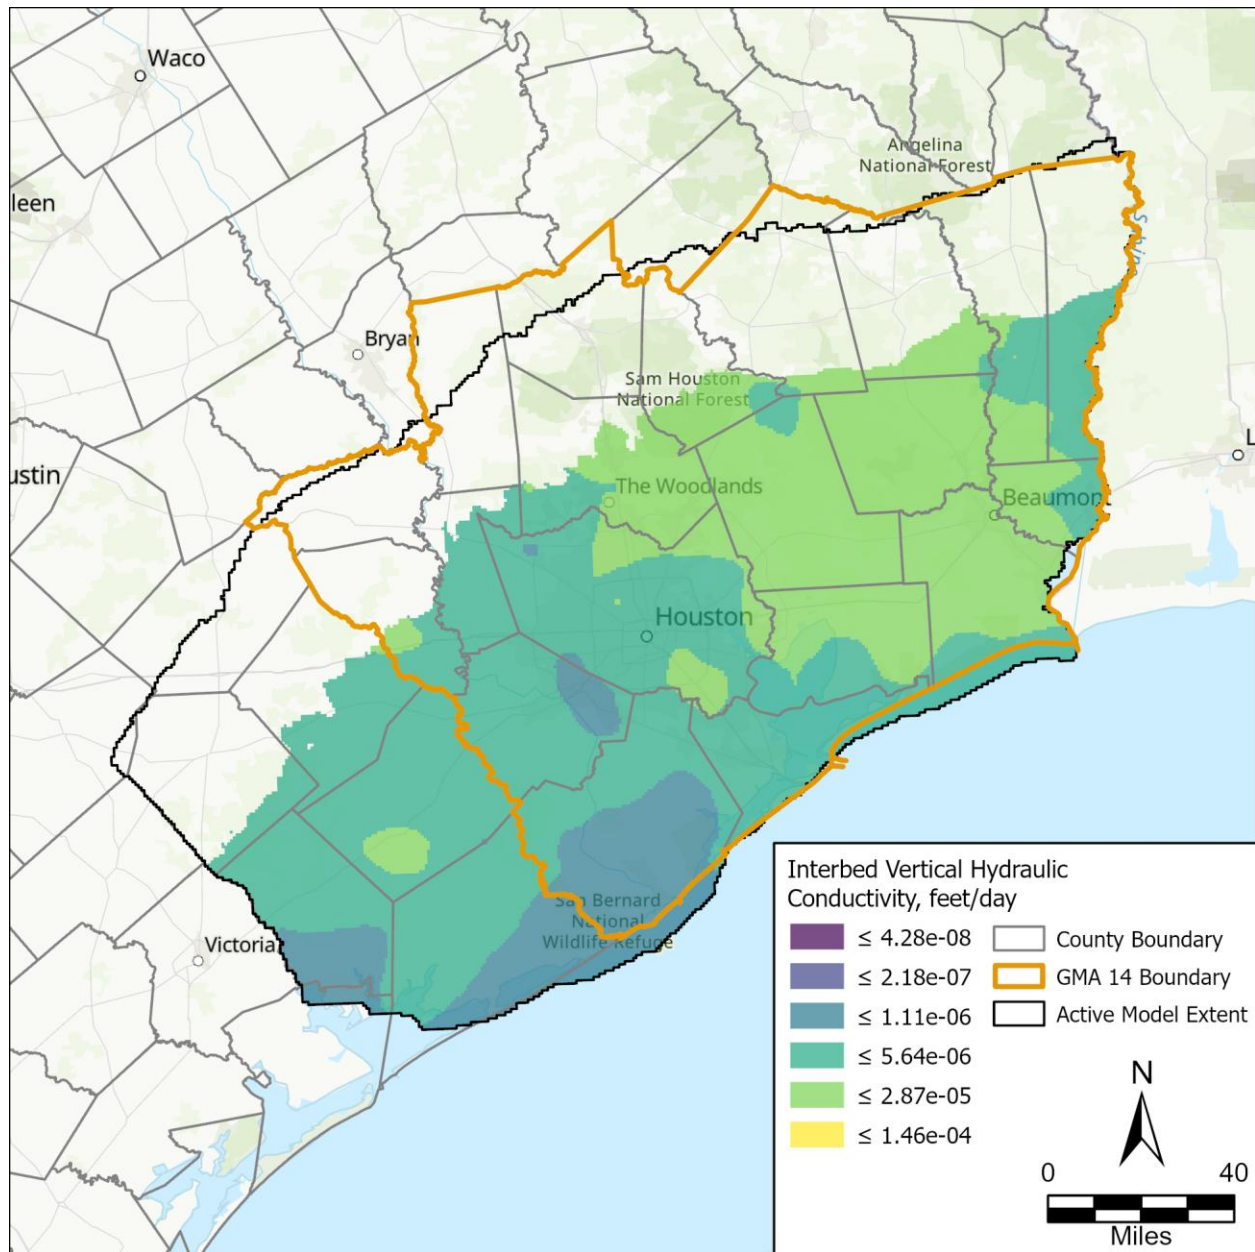 Waco
Angelina
National Forest
leen
Sabine
Bryan
Sam Houston
National Forest
L
ustin
The Woodlands
Beaumont
Houston
San Bernard
National
Wildlife Refuge
Victoria
Interbed Vertical Hydraulic
Conductivity, feet/day
≤ 4.28e-08
≤ 2.18e-07
≤ 1.11e-06
≤ 5.64e-06
≤ 2.87e-05
≤ 1.46e-04
County Boundary
GMA 14 Boundary
Active Model Extent
N
0 40
Miles